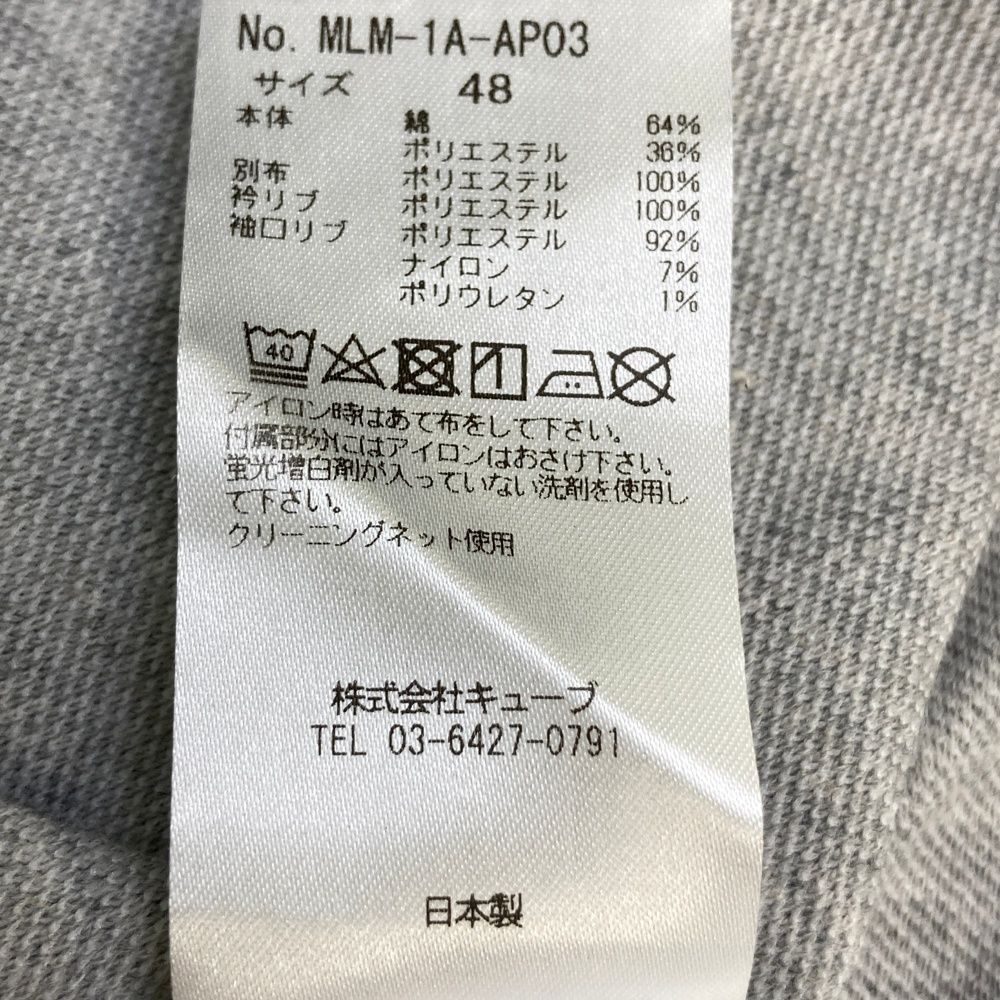 No. MLM-1A-AP03
サイズ 48
本体 綿 64%
ポリエステル 36%
別布 ポリエステル 100%
衿リブ ポリエステル 100%
袖口リブ ポリエステル 92%
ナイロン 7%
ポリウレタン 1%
40 1
アイロン時はあて布をして下さい。
付属部分にはアイロンはおさけ下さい。
蛍光増白剤が入っていない洗剤を使用し
て下さい。
クリーニングネット使用
株式会社キューブ
TEL 03-6427-0791
日本製